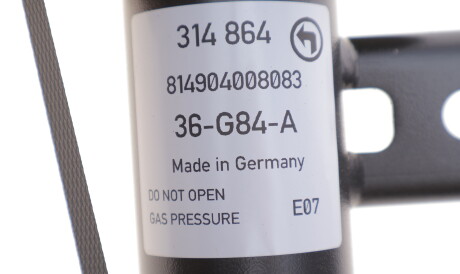 314 864
814904008083
36-G84-A
Made in Germany
DO NOT OPEN
GAS PRESSURE E07